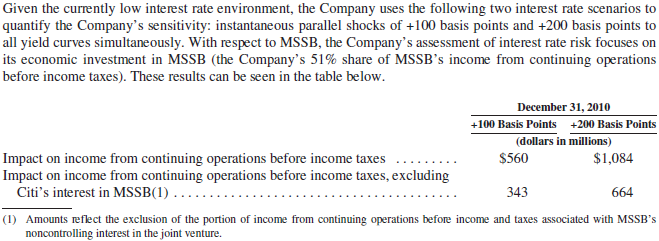 Given the currently low interest rate environment, the Company uses the following two interest rate scenarios to
quantify the Company's sensitivity: instantaneous parallel shocks of +100 basis points and +200 basis points to
all yield curves simultaneously. With respect to MSSB, the Company's assessment of interest rate risk focuses on
its economic investment in MSSB (the Company's 51% share of MSSB's income from continuing operations
before income taxes). These results can be seen in the table below.
December 31, 2010
+100 Basis Points +200 Basis Points
(dollars in millions)
Impact on income from continuing operations before income taxes ......... $560 $1,084
Impact on income from continuing operations before income taxes, excluding
Citi's interest in MSSB(1) ...................................... 343 664
(1) Amounts reflect the exclusion of the portion of income from continuing operations before income and taxes associated with MSSB's
noncontrolling interest in the joint venture.